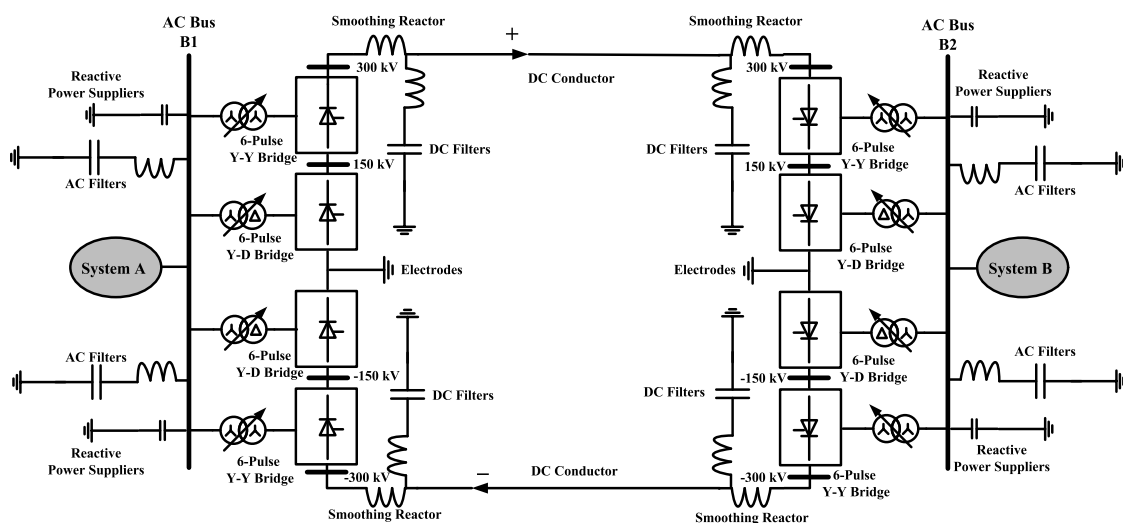 Smoothing Reactor
Smoothing Reactor
AC Bus
B1
AC Bus
B2
+
DC Conductor
300 kV
300 kV
Reactive
Power Suppliers
Reactive
Power Suppliers
6-Pulse
Y-Y Bridge
6-Pulse
Y-Y Bridge
DC Filters
DC Filters
150 kV
150 kV
AC Filters
AC Filters
6-Pulse
Y-D Bridge
6-Pulse
Y-D Bridge
System A
Electrodes
Electrodes
System B
6-Pulse
Y-D Bridge
6-Pulse
Y-D Bridge
AC Filters
AC Filters
-150 kV
-150 kV
DC Filters
DC Filters
Reactive
Power Suppliers
Reactive
Power Suppliers
6-Pulse
Y-Y Bridge
6-Pulse
Y-Y Bridge
-300 kV
-300 kV
DC Conductor
−
Smoothing Reactor
Smoothing Reactor